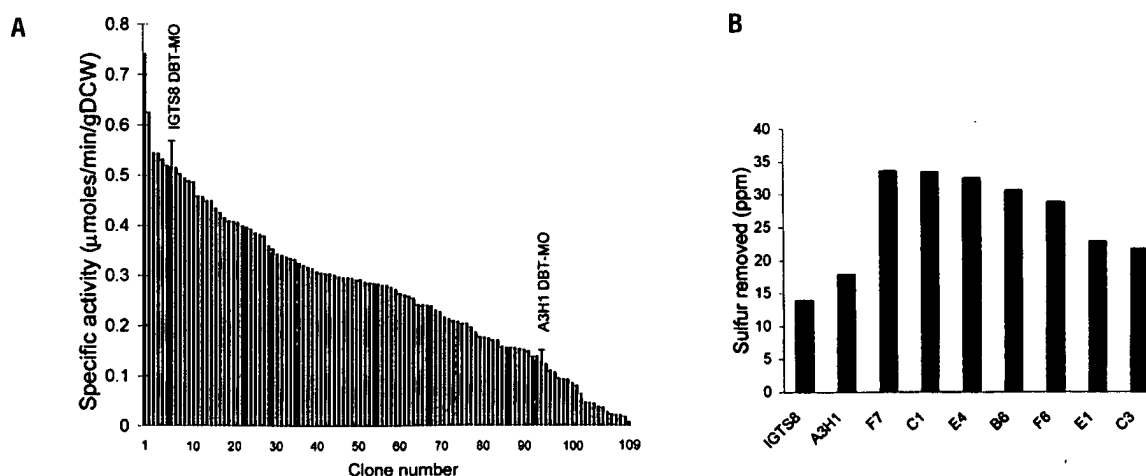 A
Specific activity (μmoles/min/gDCW)
0.8
0.7
0.6
0.5
0.4
0.3
0.2
0.1
0
IGTS8 DBT-MO
A3H1 DBT-MO
1 10 20 30 40 50 60 70 80 90 100 109
Clone number
B
Sulfur removed (ppm)
40
35
30
25
20
15
10
5
0
IGTS8 A3H1 F7 C1 E4 B6 F6 E1 C3